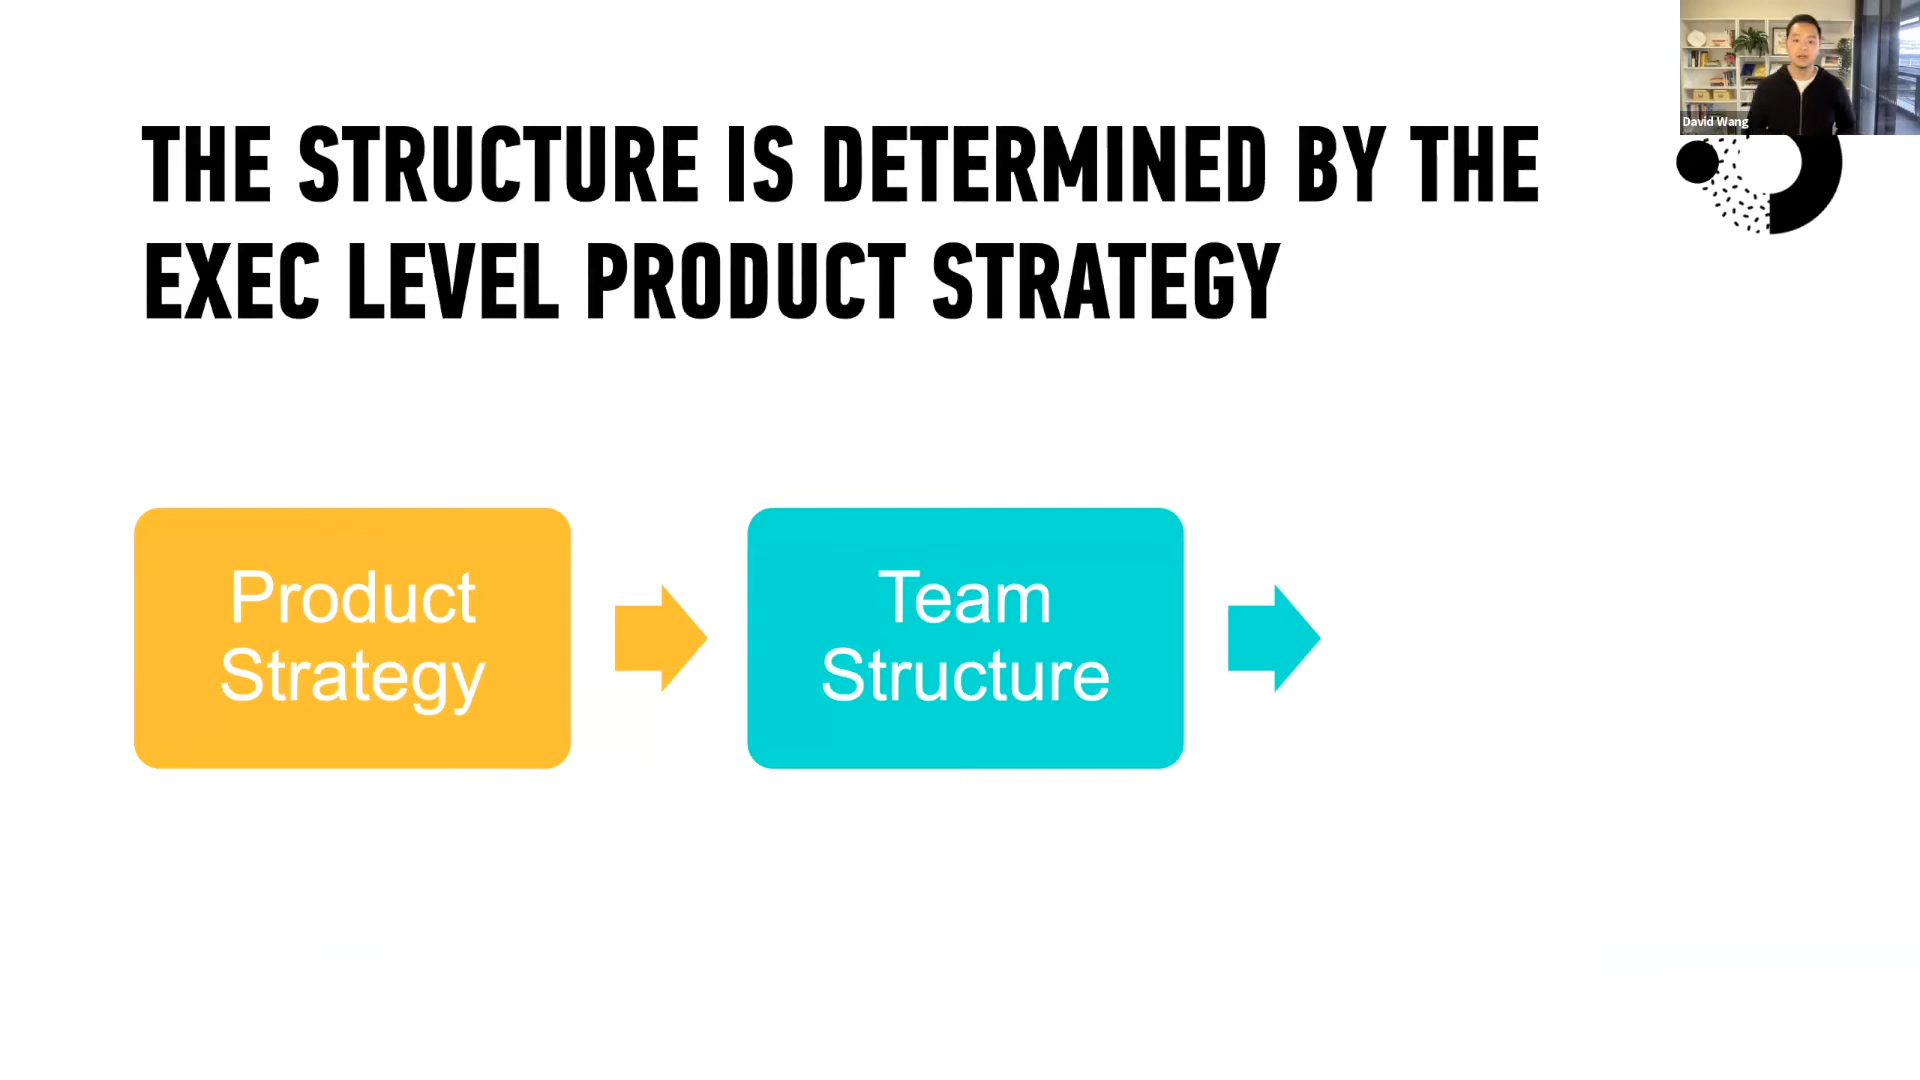 THE STRUCTURE IS DETERMINED BY THE
EXEC LEVEL PRODUCT STRATEGY
Product
Strategy
Team
Structure
David Wang